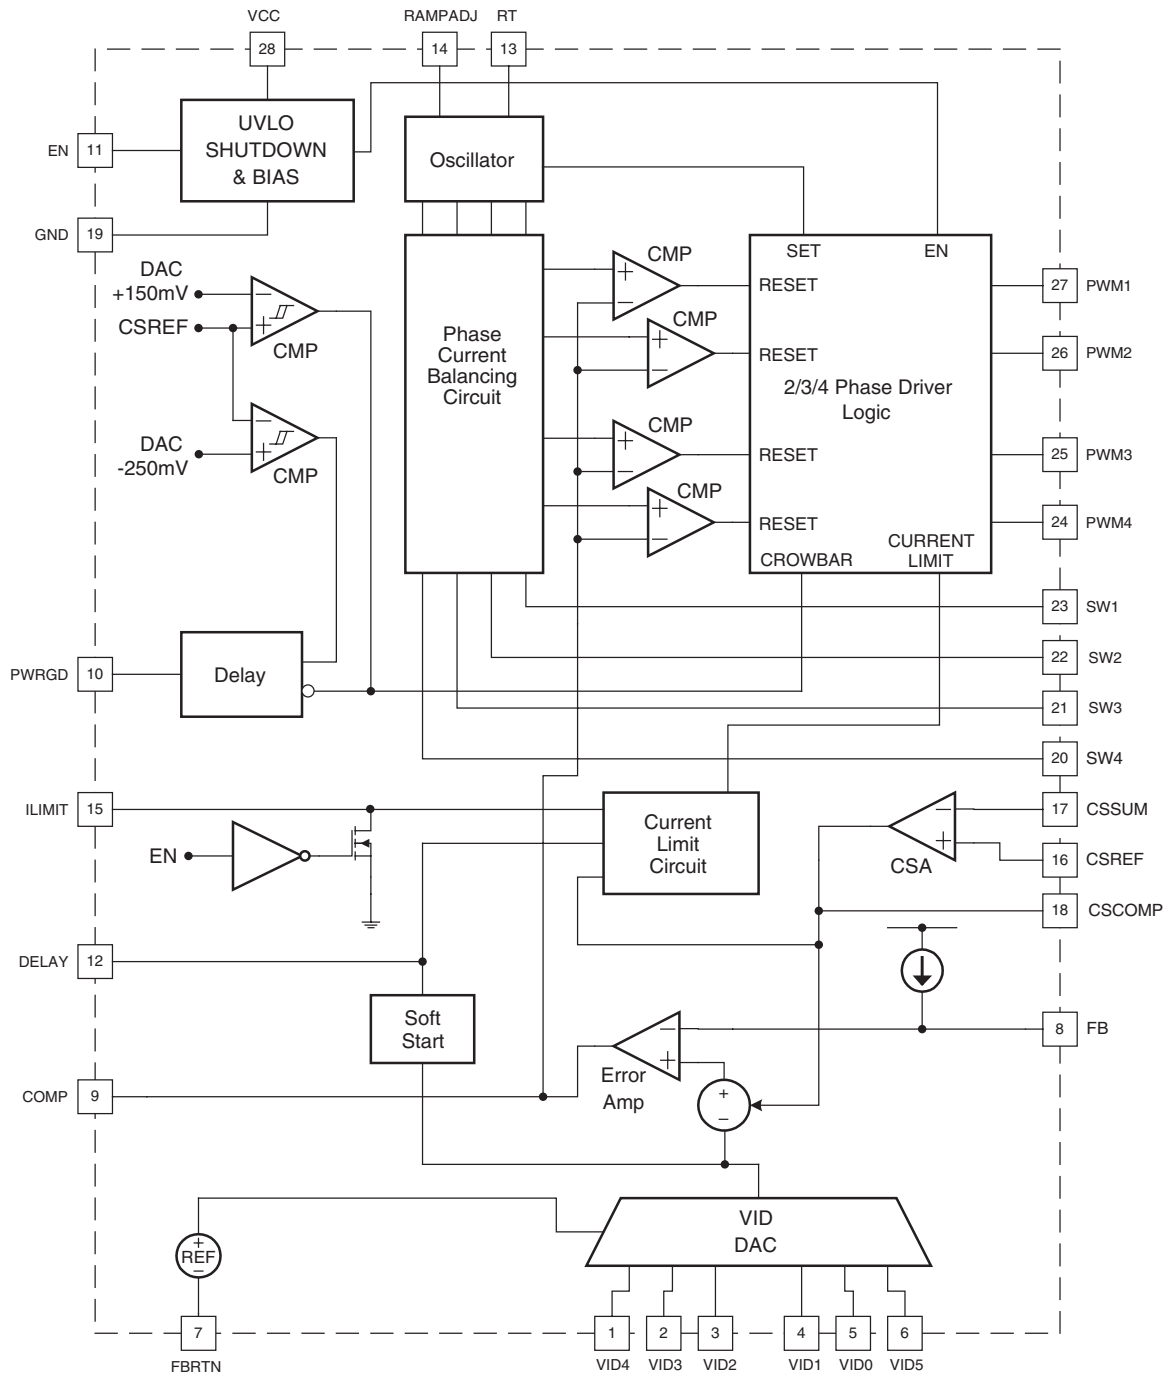 VCC
RAMPADJ RT
28
14
13
UVLO
SHUTDOWN
& BIAS
EN 11
Oscillator
GND 19
SET
EN
DAC
+150mV
CSREF
− + CMP
Phase
Current
Balancing
Circuit
+ − CMP
+ − CMP
+ − CMP
+ − CMP
RESET
RESET
RESET
RESET
2/3/4 Phase Driver
Logic
CURRENT
LIMIT
CROWBAR
27 PWM1
26 PWM2
25 PWM3
24 PWM4
DAC
-250mV
− + CMP
23 SW1
22 SW2
21 SW3
20 SW4
PWRGD 10
Delay
ILIMIT 15
EN
Current
Limit
Circuit
− +
CSA
17 CSSUM
16 CSREF
18 CSCOMP
DELAY 12
Soft
Start
− +
Error
Amp
8 FB
+
−
COMP 9
VID
DAC
+
REF
−
7
FBRTN
1
2
3
4
5
6
VID4
VID3
VID2
VID1
VID0
VID5